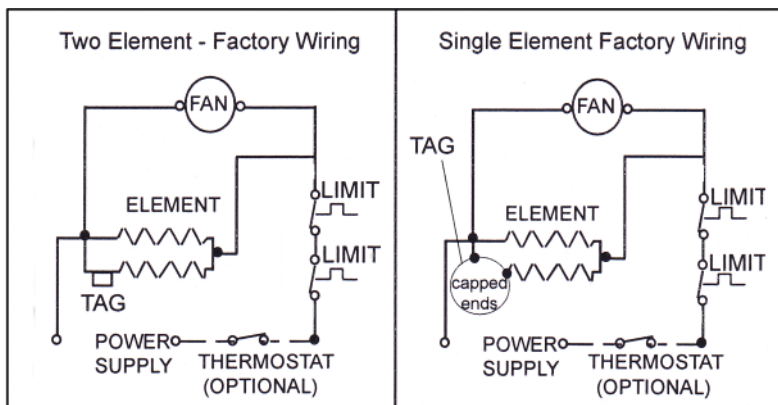 Two Element - Factory Wiring
FAN
LIMIT
ELEMENT
LIMIT
TAG
POWER
SUPPLY
THERMOSTAT
(OPTIONAL)
Single Element Factory Wiring
FAN
TAG
LIMIT
ELEMENT
LIMIT
capped
ends
POWER
SUPPLY
THERMOSTAT
(OPTIONAL)